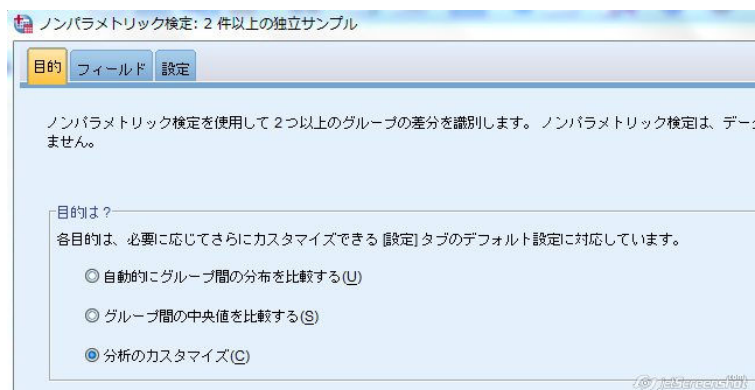 ノンパラメトリック検定: 2 件以上の独立サンプル
目的 フィールド 設定
ノンパラメトリック検定を使用して 2つ以上のグループの差分を識別します。 ノンパラメトリック検定は、デー
ません。
目的は？
各目的は、必要に応じてさらにカスタマイズできる [設定] タブのデフォルト設定に対応しています。
自動的にグループ間の分布を比較する(U)
グループ間の中央値を比較する(S)
分析のカスタマイズ(C)